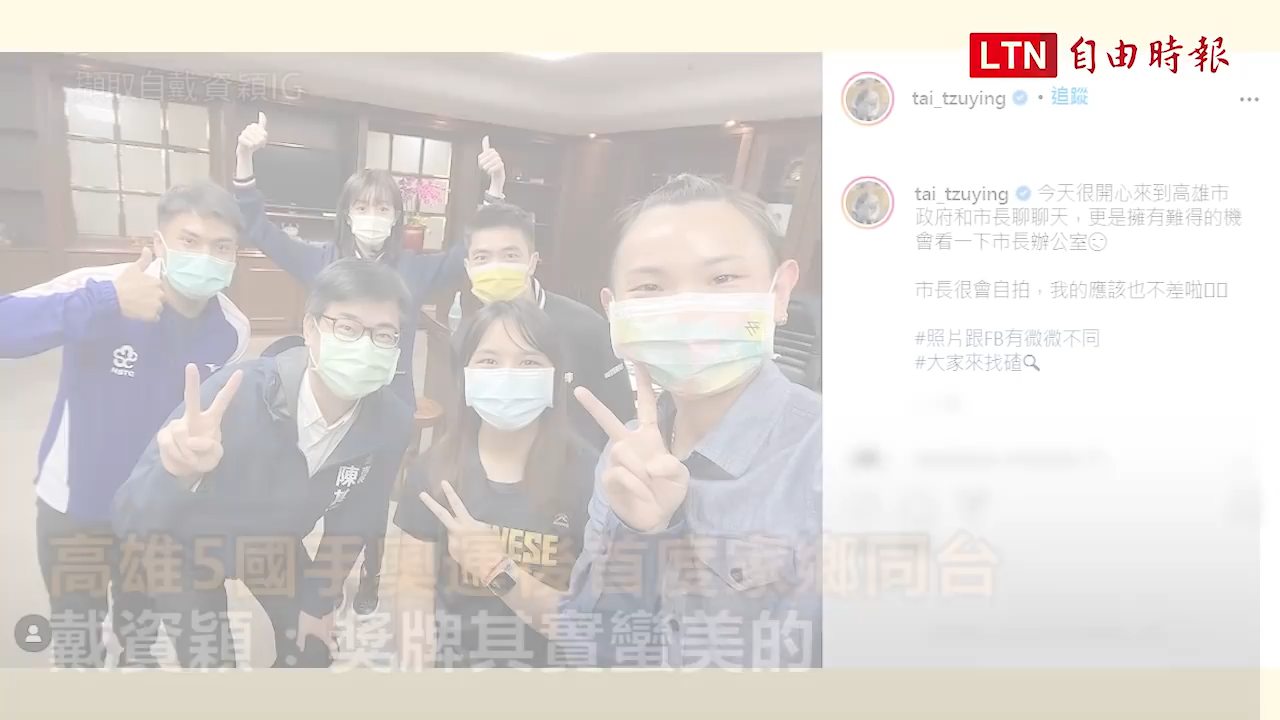 LTN 自由時報
擷取自戴資穎IG
tai_tzuying • 追蹤
tai_tzuying 今天很開心來到高雄市
政府和市長聊聊天，更是擁有難得的機
會看一下市長辦公室
市長很會自拍，我的應該也不差啦
#照片跟FB有微微不同
#大家來找碴🔍
NSTC
陳
高雄5國手奧運後首度家鄉同台
戴資穎：獎牌其實蠻美的